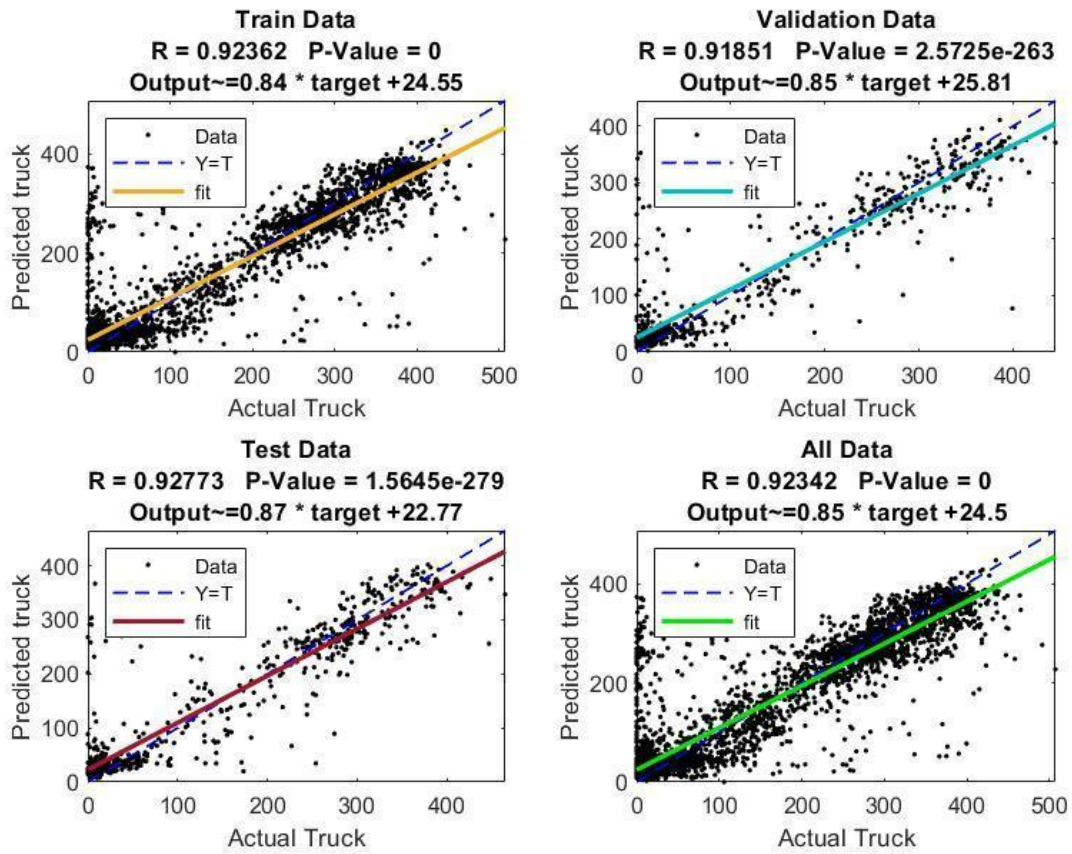 Train Data
R = 0.92362 P-Value = 0
Output~=0.84 * target +24.55
Data
Y=T
fit
Predicted truck
400
200
0
0 100 200 300 400 500
Actual Truck
Validation Data
R = 0.91851 P-Value = 2.5725e-263
Output~=0.85 * target +25.81
Data
Y=T
fit
Predicted truck
400
300
200
100
0
0 100 200 300 400
Actual Truck
Test Data
R = 0.92773 P-Value = 1.5645e-279
Output~=0.87 * target +22.77
Data
Y=T
fit
Predicted truck
400
300
200
100
0
0 100 200 300 400
Actual Truck
All Data
R = 0.92342 P-Value = 0
Output~=0.85 * target +24.5
Data
Y=T
fit
Predicted truck
400
200
0
0 100 200 300 400 500
Actual Truck